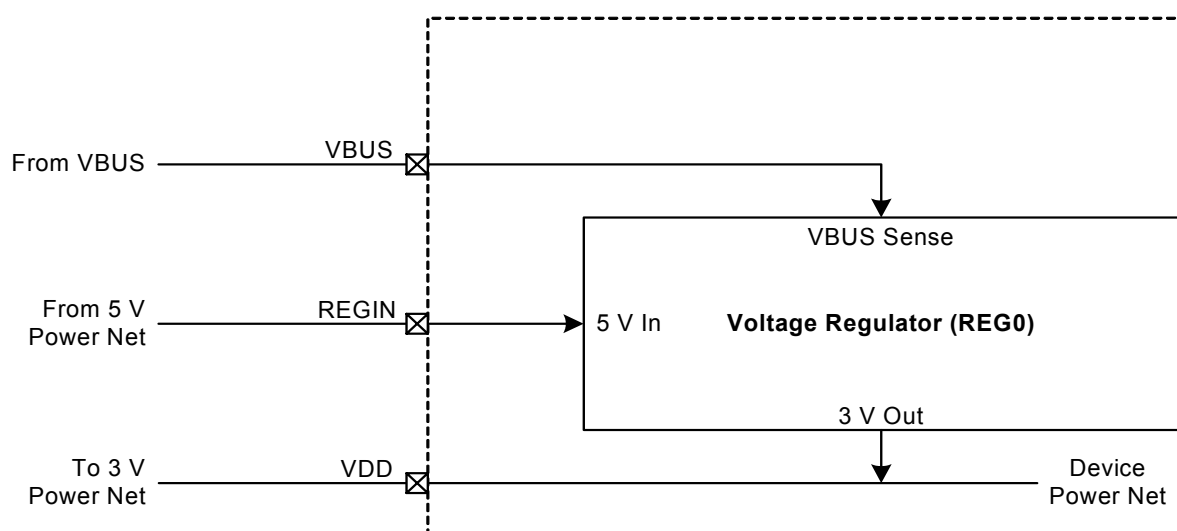 VBUS
From VBUS
VBUS Sense
From 5 V
Power Net
REGIN
5 V In
Voltage Regulator (REG0)
3 V Out
To 3 V
Power Net
VDD
Device
Power Net